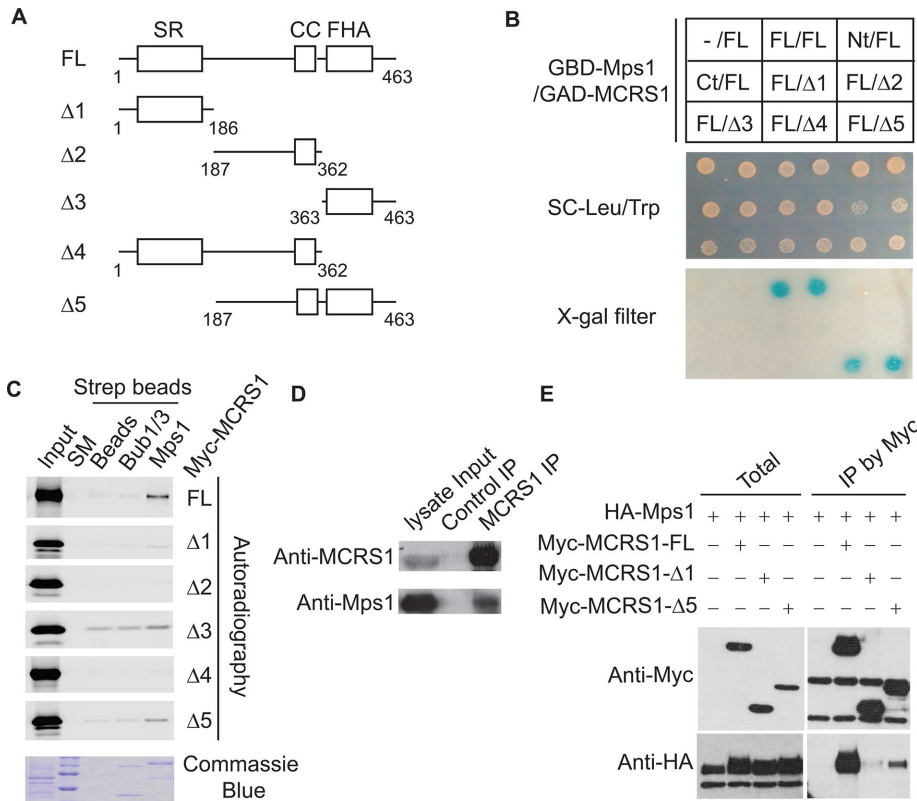 A
SR CC FHA
FL
1 463
Δ1
1 186
Δ2
187 362
Δ3
363 463
Δ4
1 362
Δ5
187 463
B
GBD-Mps1
/GAD-MCRS1
- /FL FL/FL Nt/FL
Ct/FL FL/Δ1 FL/Δ2
FL/Δ3 FL/Δ4 FL/Δ5
SC-Leu/Trp
X-gal filter
C
Strep beads
Input
SM
Beads
Bub1/3
Mps1
Myc-MCRS1
FL
Δ1
Δ2
Δ3
Δ4
Δ5
Autoradiography
Commassie
Blue
D
lysate Input
Control IP
MCRS1 IP
Anti-MCRS1
Anti-Mps1
E
Total IP by Myc
HA-Mps1 + + + + + + + +
Myc-MCRS1-FL – + – – – + – –
Myc-MCRS1-Δ1 – – + – – – + –
Myc-MCRS1-Δ5 – – – + – – – +
Anti-Myc
Anti-HA